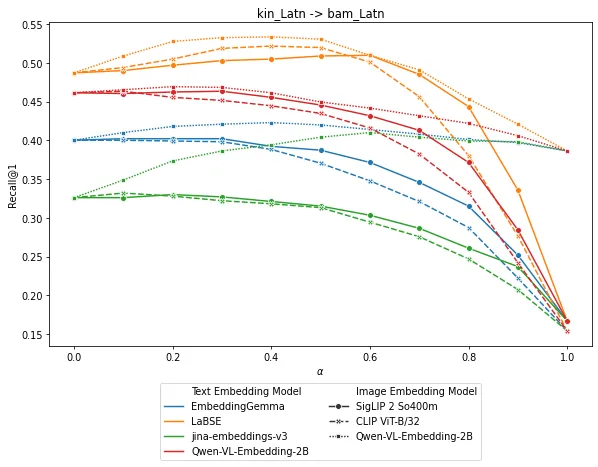 kin_Latn -> bam_Latn
0.55
0.50
0.45
0.40
0.35
0.30
0.25
0.20
0.15
Recall@1
0.0 0.2 0.4 0.6 0.8 1.0
α
Text Embedding Model
EmbeddingGemma
LaBSE
jina-embeddings-v3
Qwen-VL-Embedding-2B
Image Embedding Model
SigLIP 2 So400m
CLIP ViT-B/32
Qwen-VL-Embedding-2B